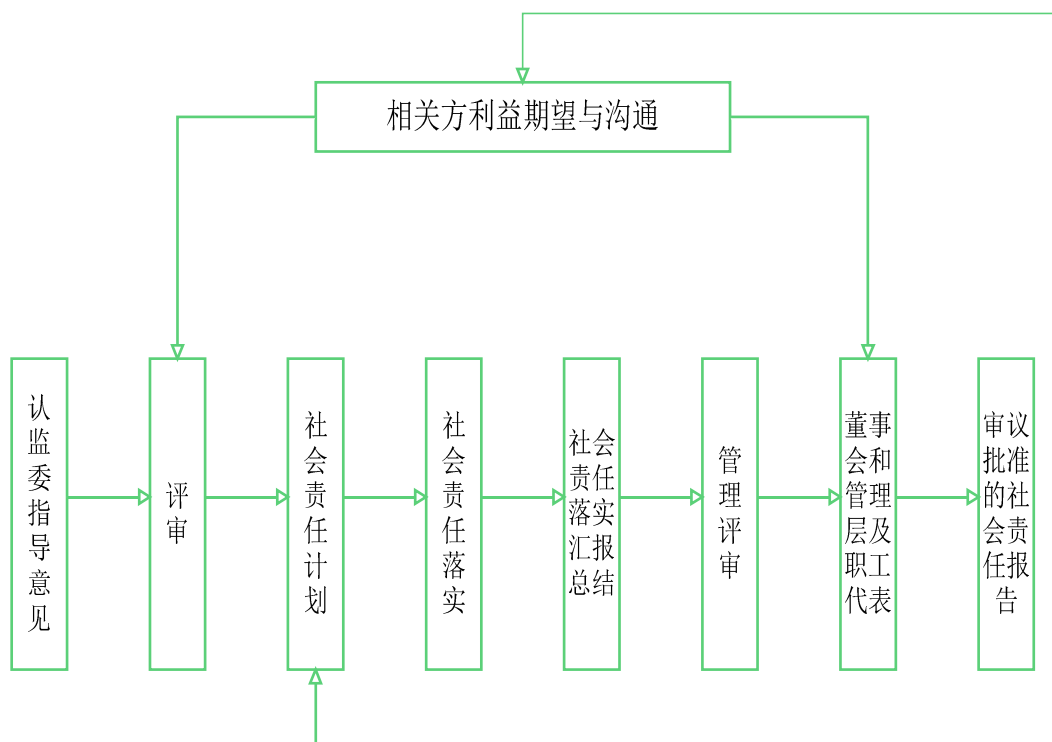 相关方利益期望与沟通
认监委指导意见
评审
社会责任计划
社会责任落实
社会
责任
落实
汇报
总结
管理评审
董事
会和
管理
层及
职工
代表
审议
批准
的社
会责
任报
告